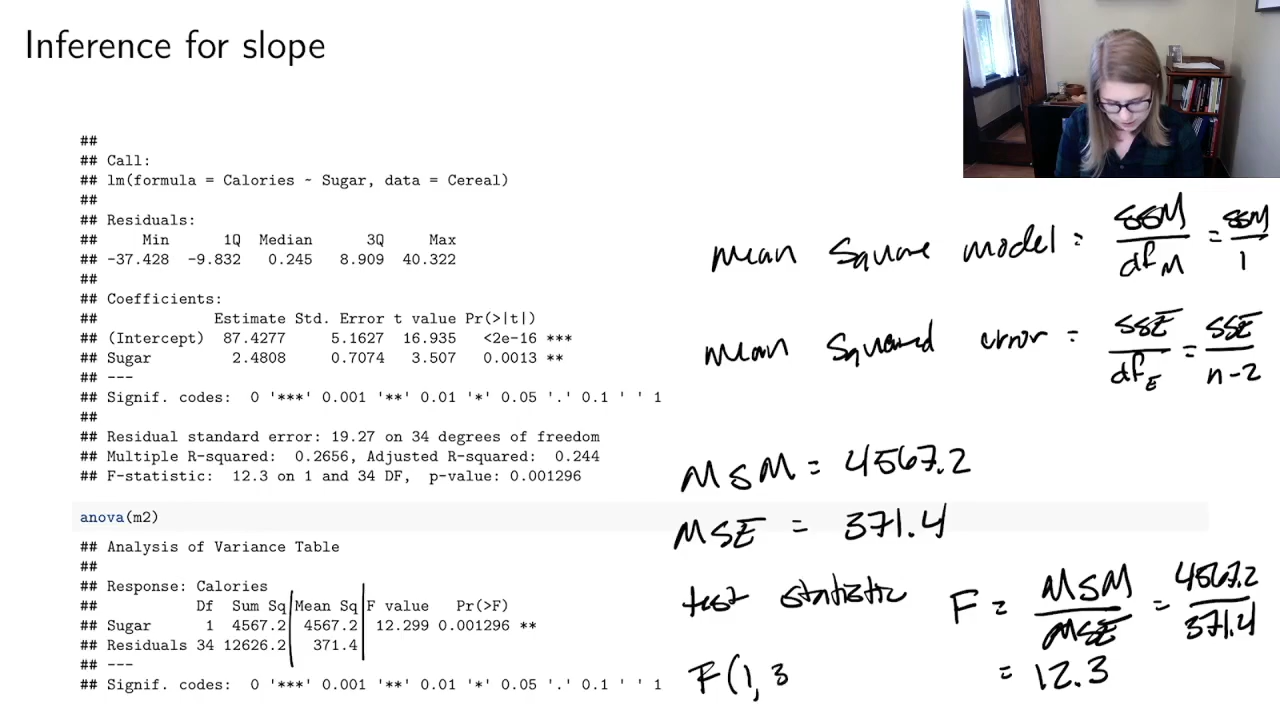 Inference for slope
##
## Call:
## lm(formula = Calories ~ Sugar, data = Cereal)
##
## Residuals:
##     Min      1Q  Median      3Q     Max
## -37.428  -9.832   0.245   8.909  40.322
##
## Coefficients:
##             Estimate Std. Error t value Pr(>|t|)
## (Intercept)  87.4277     5.1627  16.935   <2e-16 ***
## Sugar         2.4808     0.7074   3.507   0.0013 **
## ---
## Signif. codes:  0 '***' 0.001 '**' 0.01 '*' 0.05 '.' 0.1 ' ' 1
##
## Residual standard error: 19.27 on 34 degrees of freedom
## Multiple R-squared:  0.2656, Adjusted R-squared:  0.244
## F-statistic:  12.3 on 1 and 34 DF,  p-value: 0.001296
anova(m2)
## Analysis of Variance Table
##
## Response: Calories
##           Df  Sum Sq Mean Sq F value   Pr(>F)
## Sugar      1  4567.2  4567.2  12.299 0.001296 **
## Residuals 34 12626.2   371.4
## ---
## Signif. codes:  0 '***' 0.001 '**' 0.01 '*' 0.05 '.' 0.1 ' ' 1
mean square model = SSM/dfM = SSM/1
mean squared error = SSE/dfE = SSE/n-2
MSM = 4567.2
MSE = 371.4
test statistic F = MSM/MSE = 4567.2/371.4
F(1, 3 = 12.3